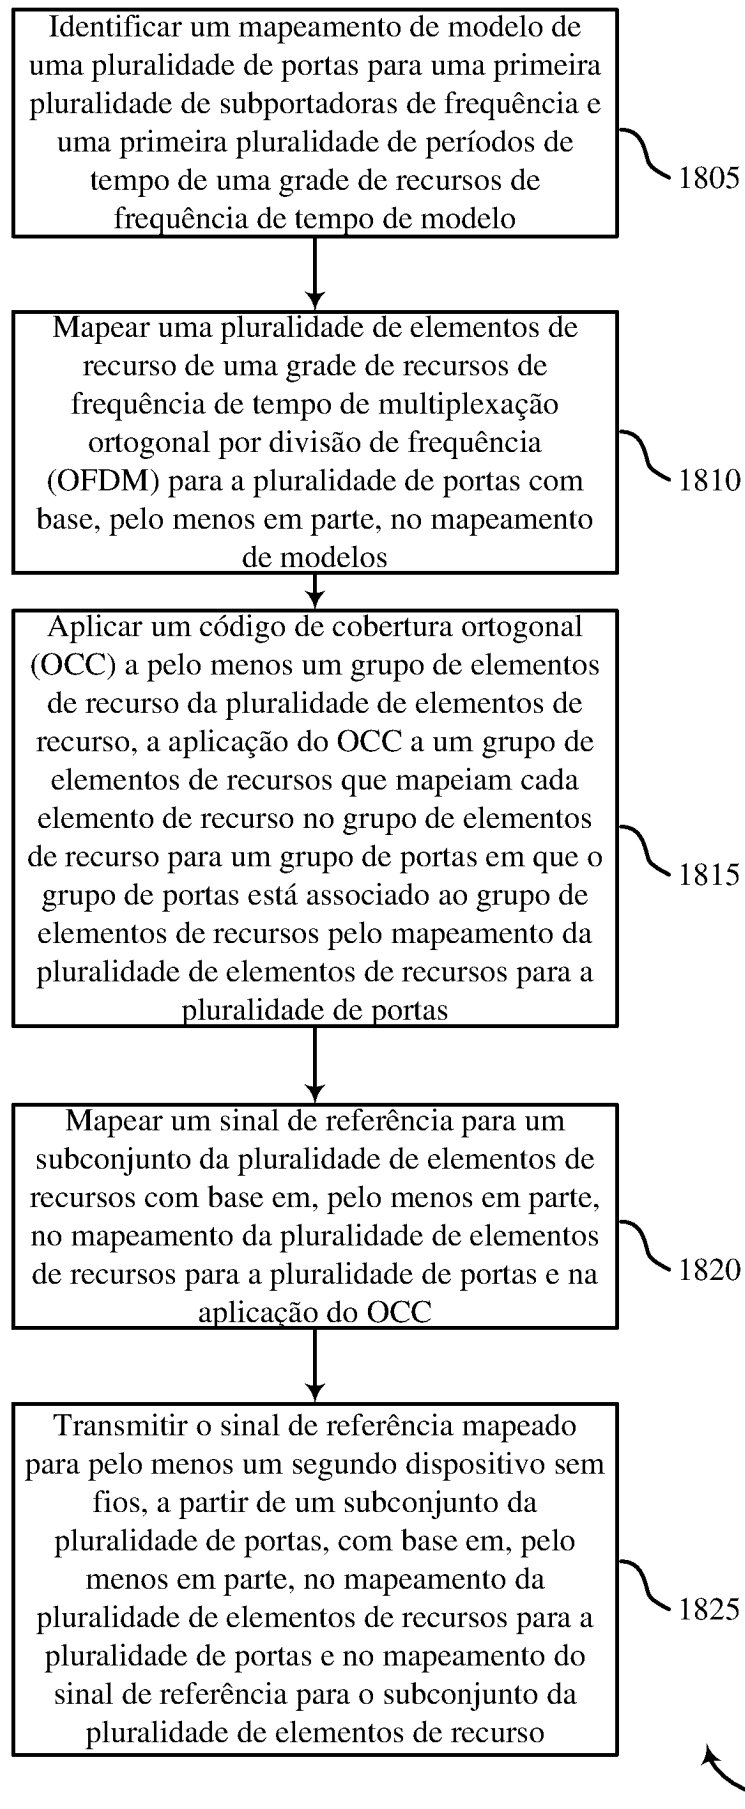 Identificar um mapeamento de modelo de
uma pluralidade de portas para uma primeira
pluralidade de subportadoras de frequência e
uma primeira pluralidade de períodos de
tempo de uma grade de recursos de
frequência de tempo de modelo
1805
Mapear uma pluralidade de elementos de
recurso de uma grade de recursos de
frequência de tempo de multiplexação
ortogonal por divisão de frequência
(OFDM) para a pluralidade de portas com
base, pelo menos em parte, no mapeamento
de modelos
1810
Aplicar um código de cobertura ortogonal
(OCC) a pelo menos um grupo de elementos
de recurso da pluralidade de elementos de
recurso, a aplicação do OCC a um grupo de
elementos de recursos que mapeiam cada
elemento de recurso no grupo de elementos
de recurso para um grupo de portas em que o
grupo de portas está associado ao grupo de
elementos de recursos pelo mapeamento da
pluralidade de elementos de recursos para a
pluralidade de portas
1815
Mapear um sinal de referência para um
subconjunto da pluralidade de elementos de
recursos com base em, pelo menos em parte,
no mapeamento da pluralidade de elementos
de recursos para a pluralidade de portas e na
aplicação do OCC
1820
Transmitir o sinal de referência mapeado
para pelo menos um segundo dispositivo sem
fios, a partir de um subconjunto da
pluralidade de portas, com base em, pelo
menos em parte, no mapeamento da
pluralidade de elementos de recursos para a
pluralidade de portas e no mapeamento do
sinal de referência para o subconjunto da
pluralidade de elementos de recurso
1825